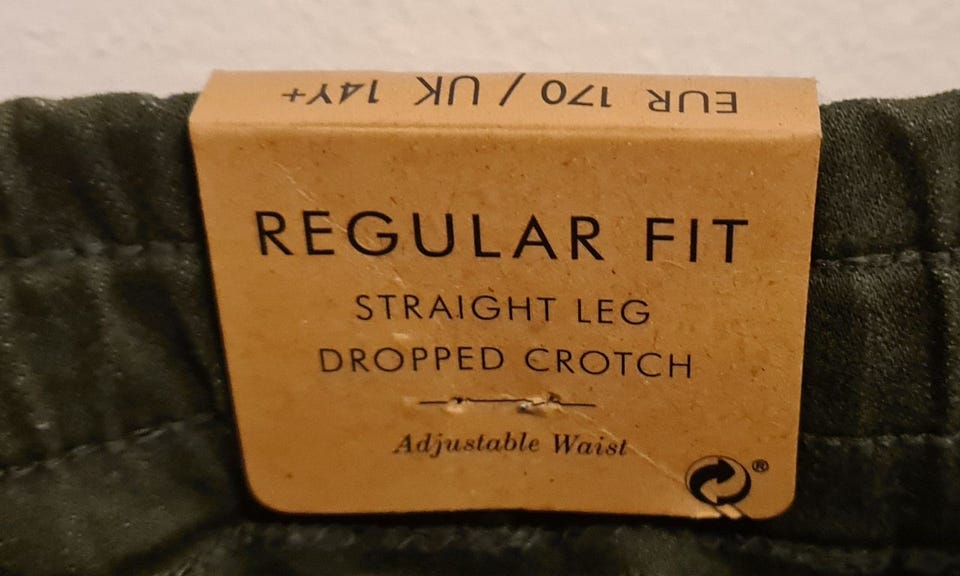 EUR 170 / UK 14Y+
REGULAR FIT
STRAIGHT LEG
DROPPED CROTCH
Adjustable Waist
®